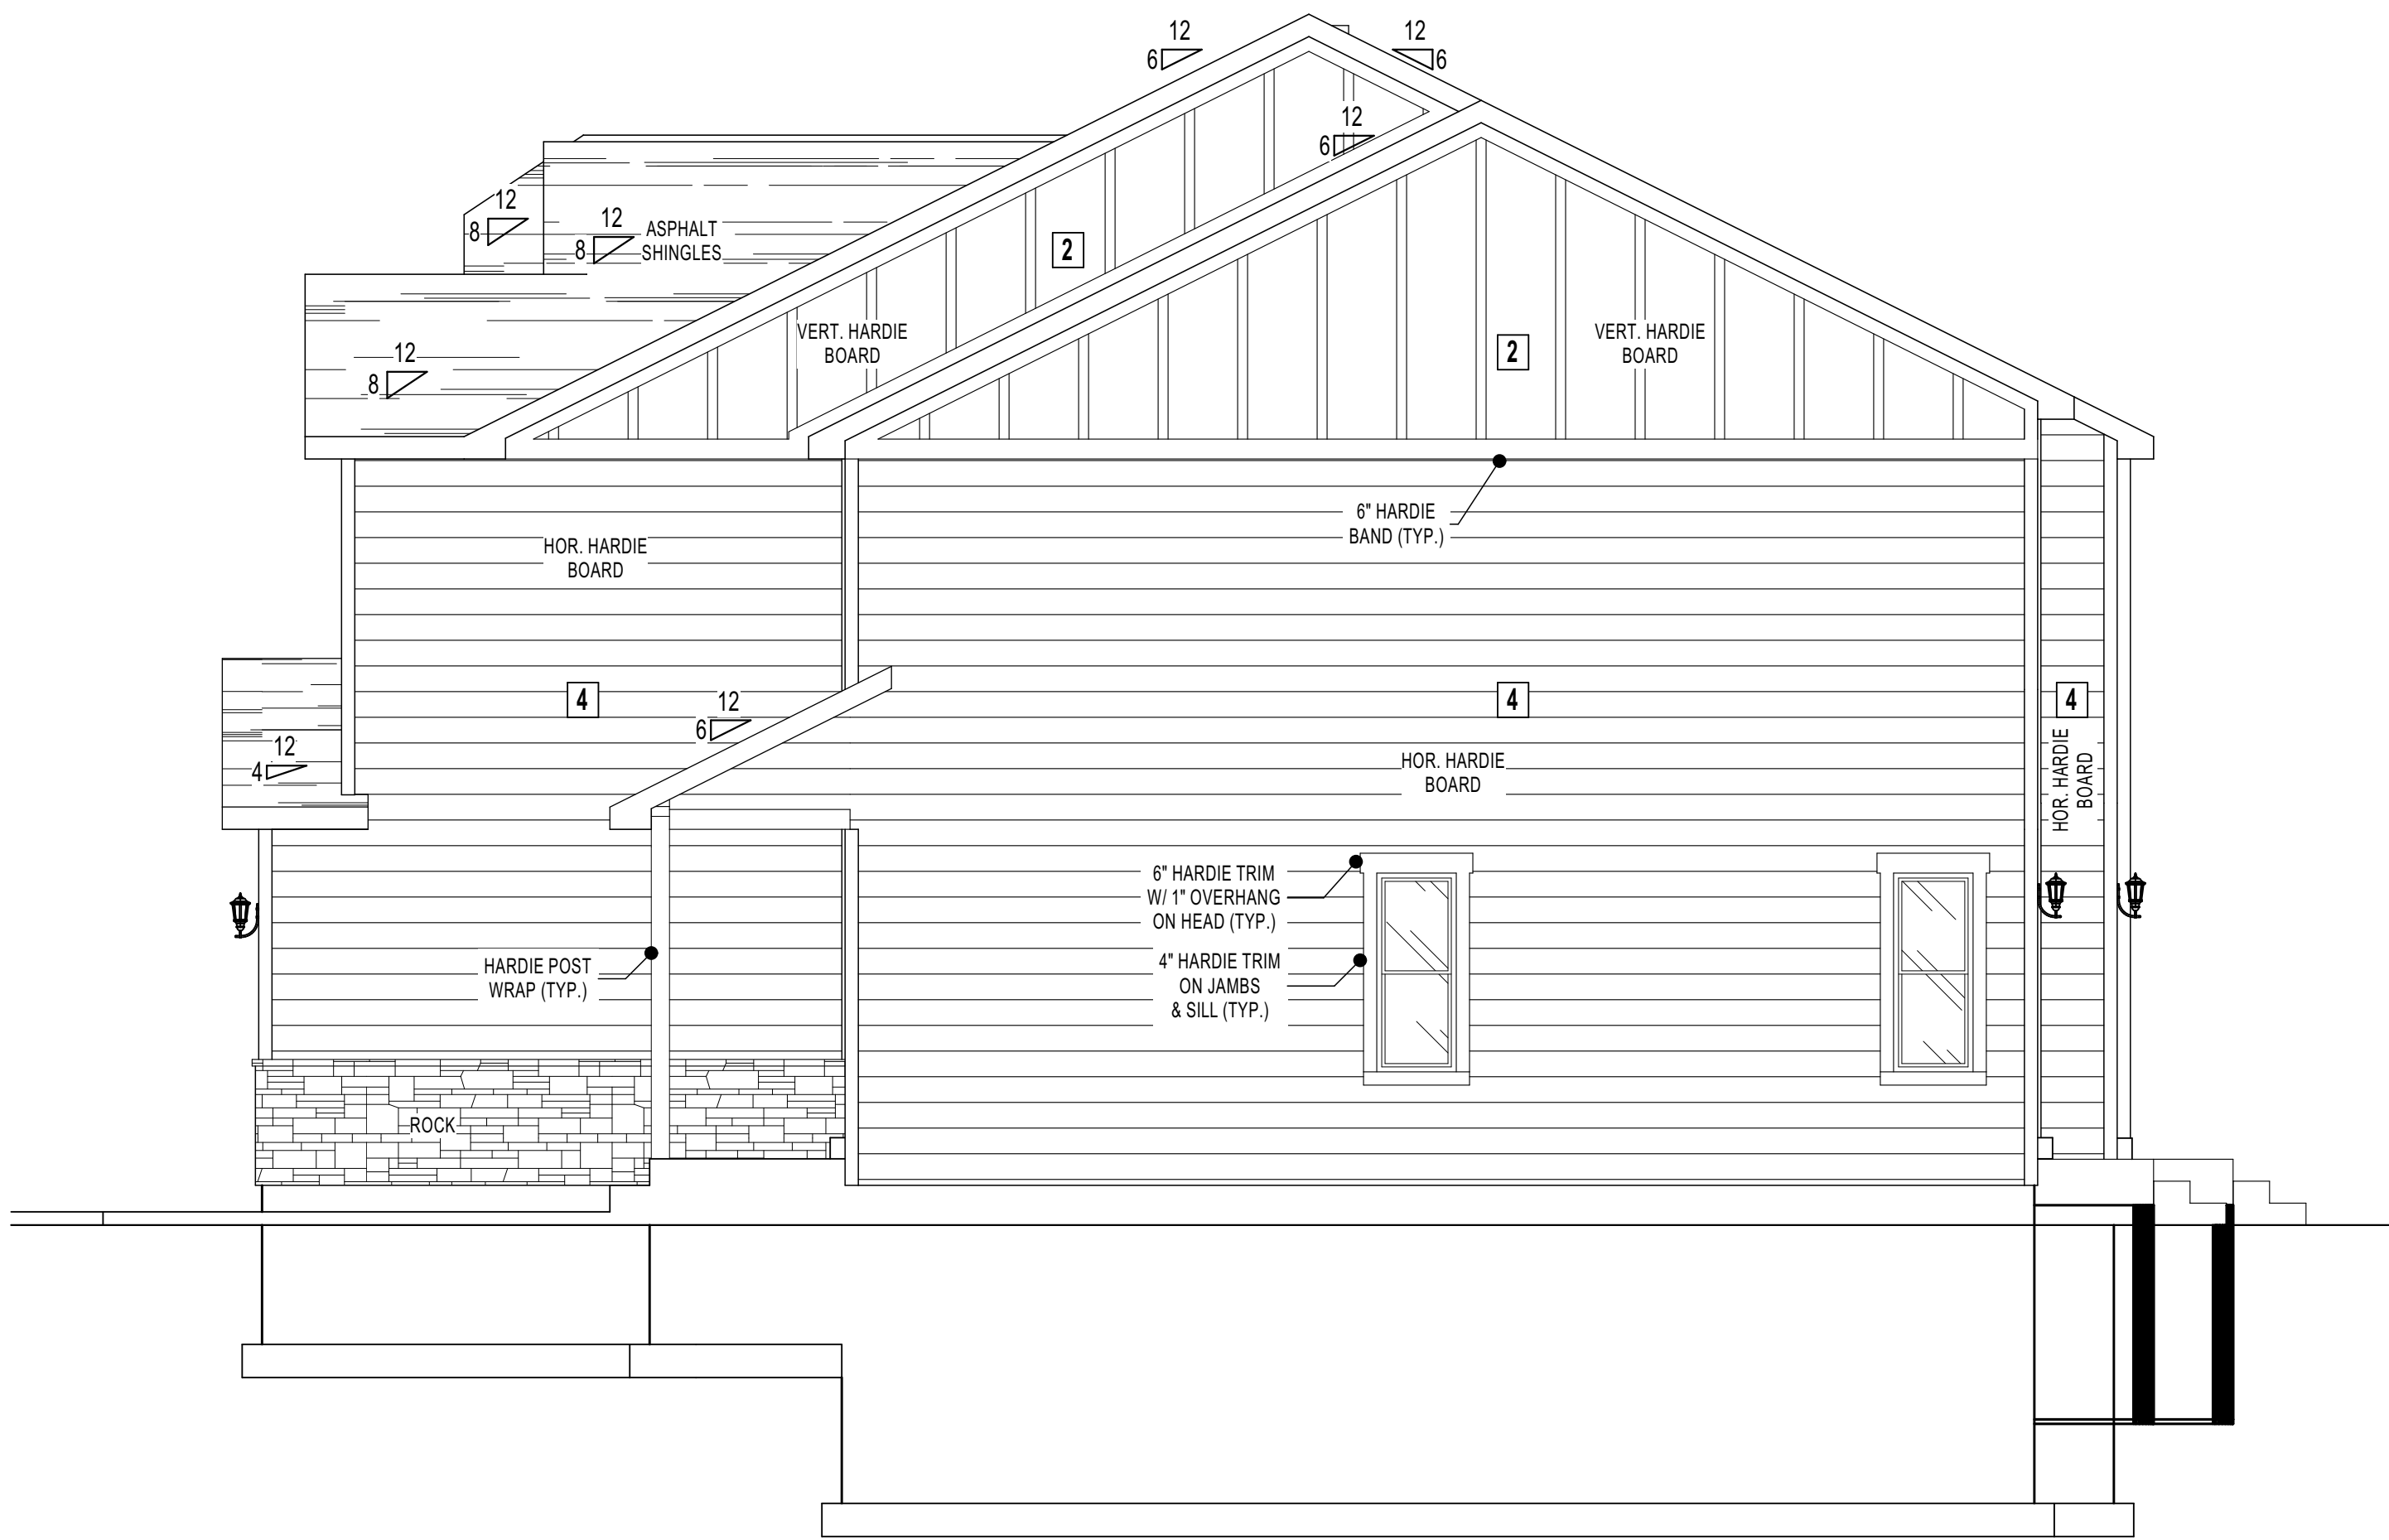 12
6
12
6
12
6
12
8
12
8
ASPHALT
SHINGLES
2
VERT. HARDIE
BOARD
2
VERT. HARDIE
BOARD
12
8
6" HARDIE
BAND (TYP.)
HOR. HARDIE
BOARD
4
12
6
4
4
12
4
HOR. HARDIE
BOARD
HOR. HARDIE
BOARD
6" HARDIE TRIM
W/ 1" OVERHANG
ON HEAD (TYP.)
HARDIE POST
WRAP (TYP.)
4" HARDIE TRIM
ON JAMBS
& SILL (TYP.)
ROCK